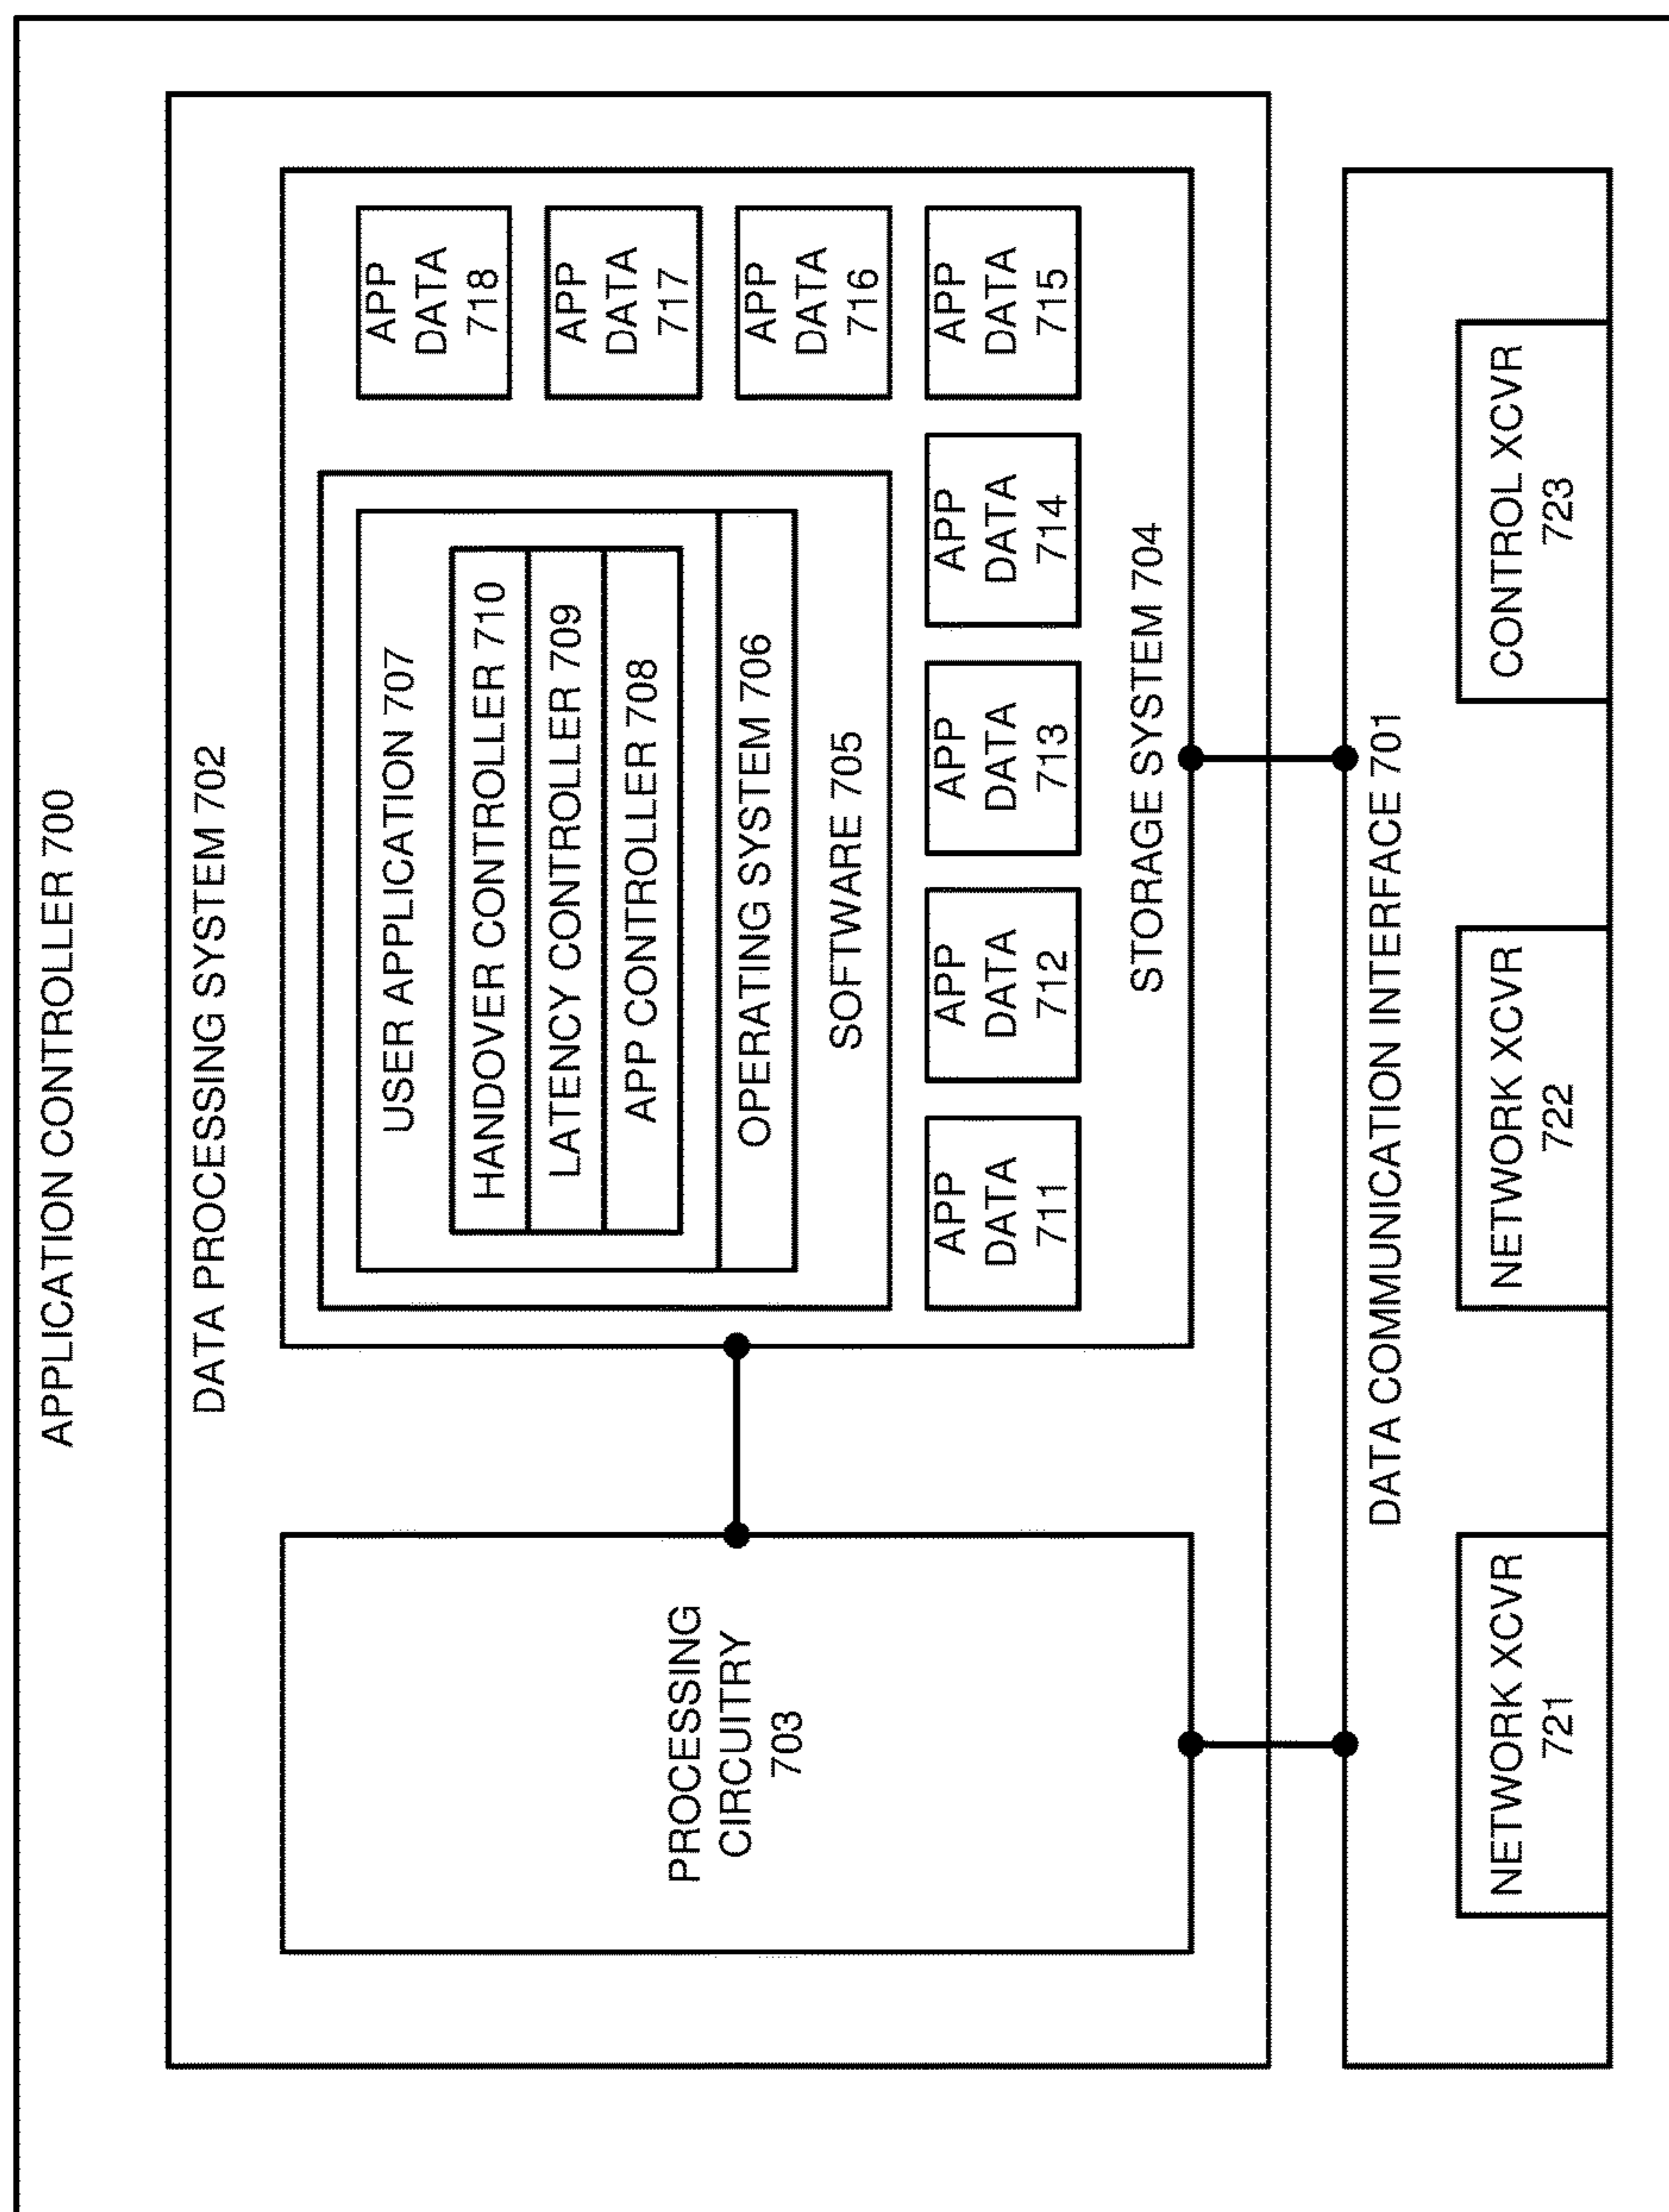 APPLICATION CONTROLLER 700
DATA PROCESSING SYSTEM 702
PROCESSING
CIRCUITRY
703
USER APPLICATION 707
HANDOVER CONTROLLER 710
LATENCY CONTROLLER 709
APP CONTROLLER 708
OPERATING SYSTEM 706
SOFTWARE 705
APP
DATA
718
APP
DATA
717
APP
DATA
716
APP
DATA
711
APP
DATA
712
APP
DATA
713
APP
DATA
714
APP
DATA
715
STORAGE SYSTEM 704
DATA COMMUNICATION INTERFACE 701
NETWORK XCVR
721
NETWORK XCVR
722
CONTROL XCVR
723